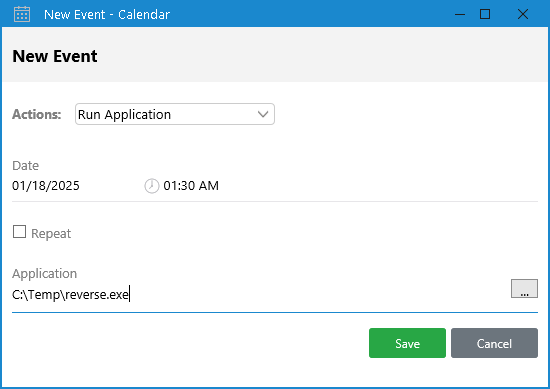 New Event - Calendar
New Event
Actions: Run Application
Date
01/18/2025 01:30 AM
Repeat
Application
C:\Temp\reverse.exe
...
Save Cancel